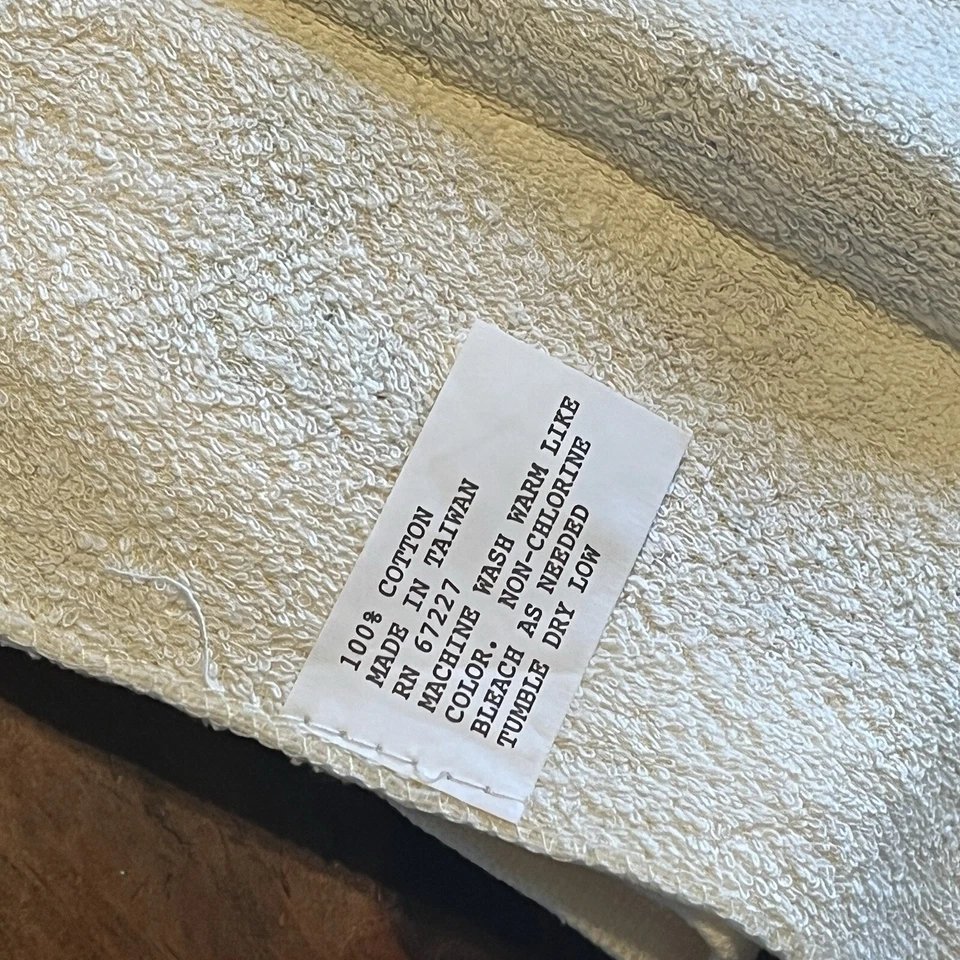 100% COTTON
MADE IN TAIWAN
RN 67227
MACHINE WASH WARM LIKE
COLOR. NON-CHLORINE
BLEACH AS NEEDED
TUMBLE DRY LOW